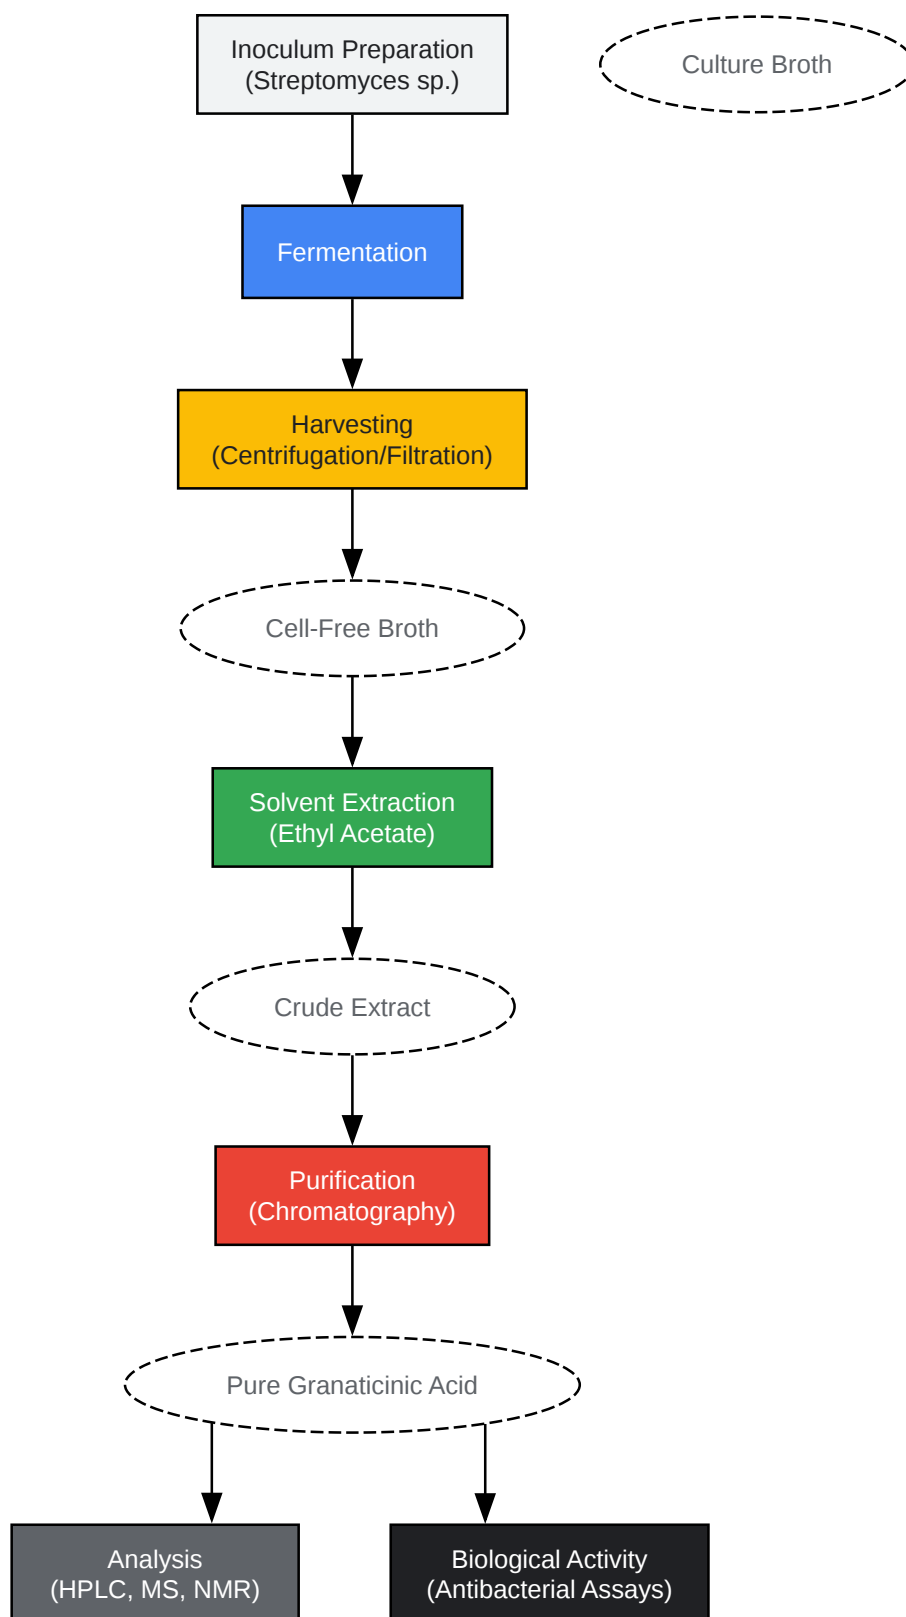 Inoculum Preparation
(Streptomyces sp.)
Culture Broth
Fermentation
Harvesting
(Centrifugation/Filtration)
Cell-Free Broth
Solvent Extraction
(Ethyl Acetate)
Crude Extract
Purification
(Chromatography)
Pure Granaticinic Acid
Analysis
(HPLC, MS, NMR)
Biological Activity
(Antibacterial Assays)